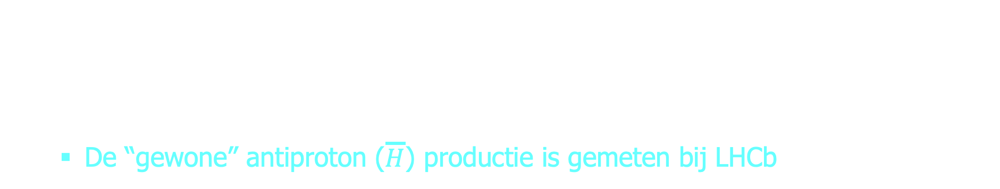 ▪ De “gewone” antiproton (H̅) productie is gemeten bij LHCb